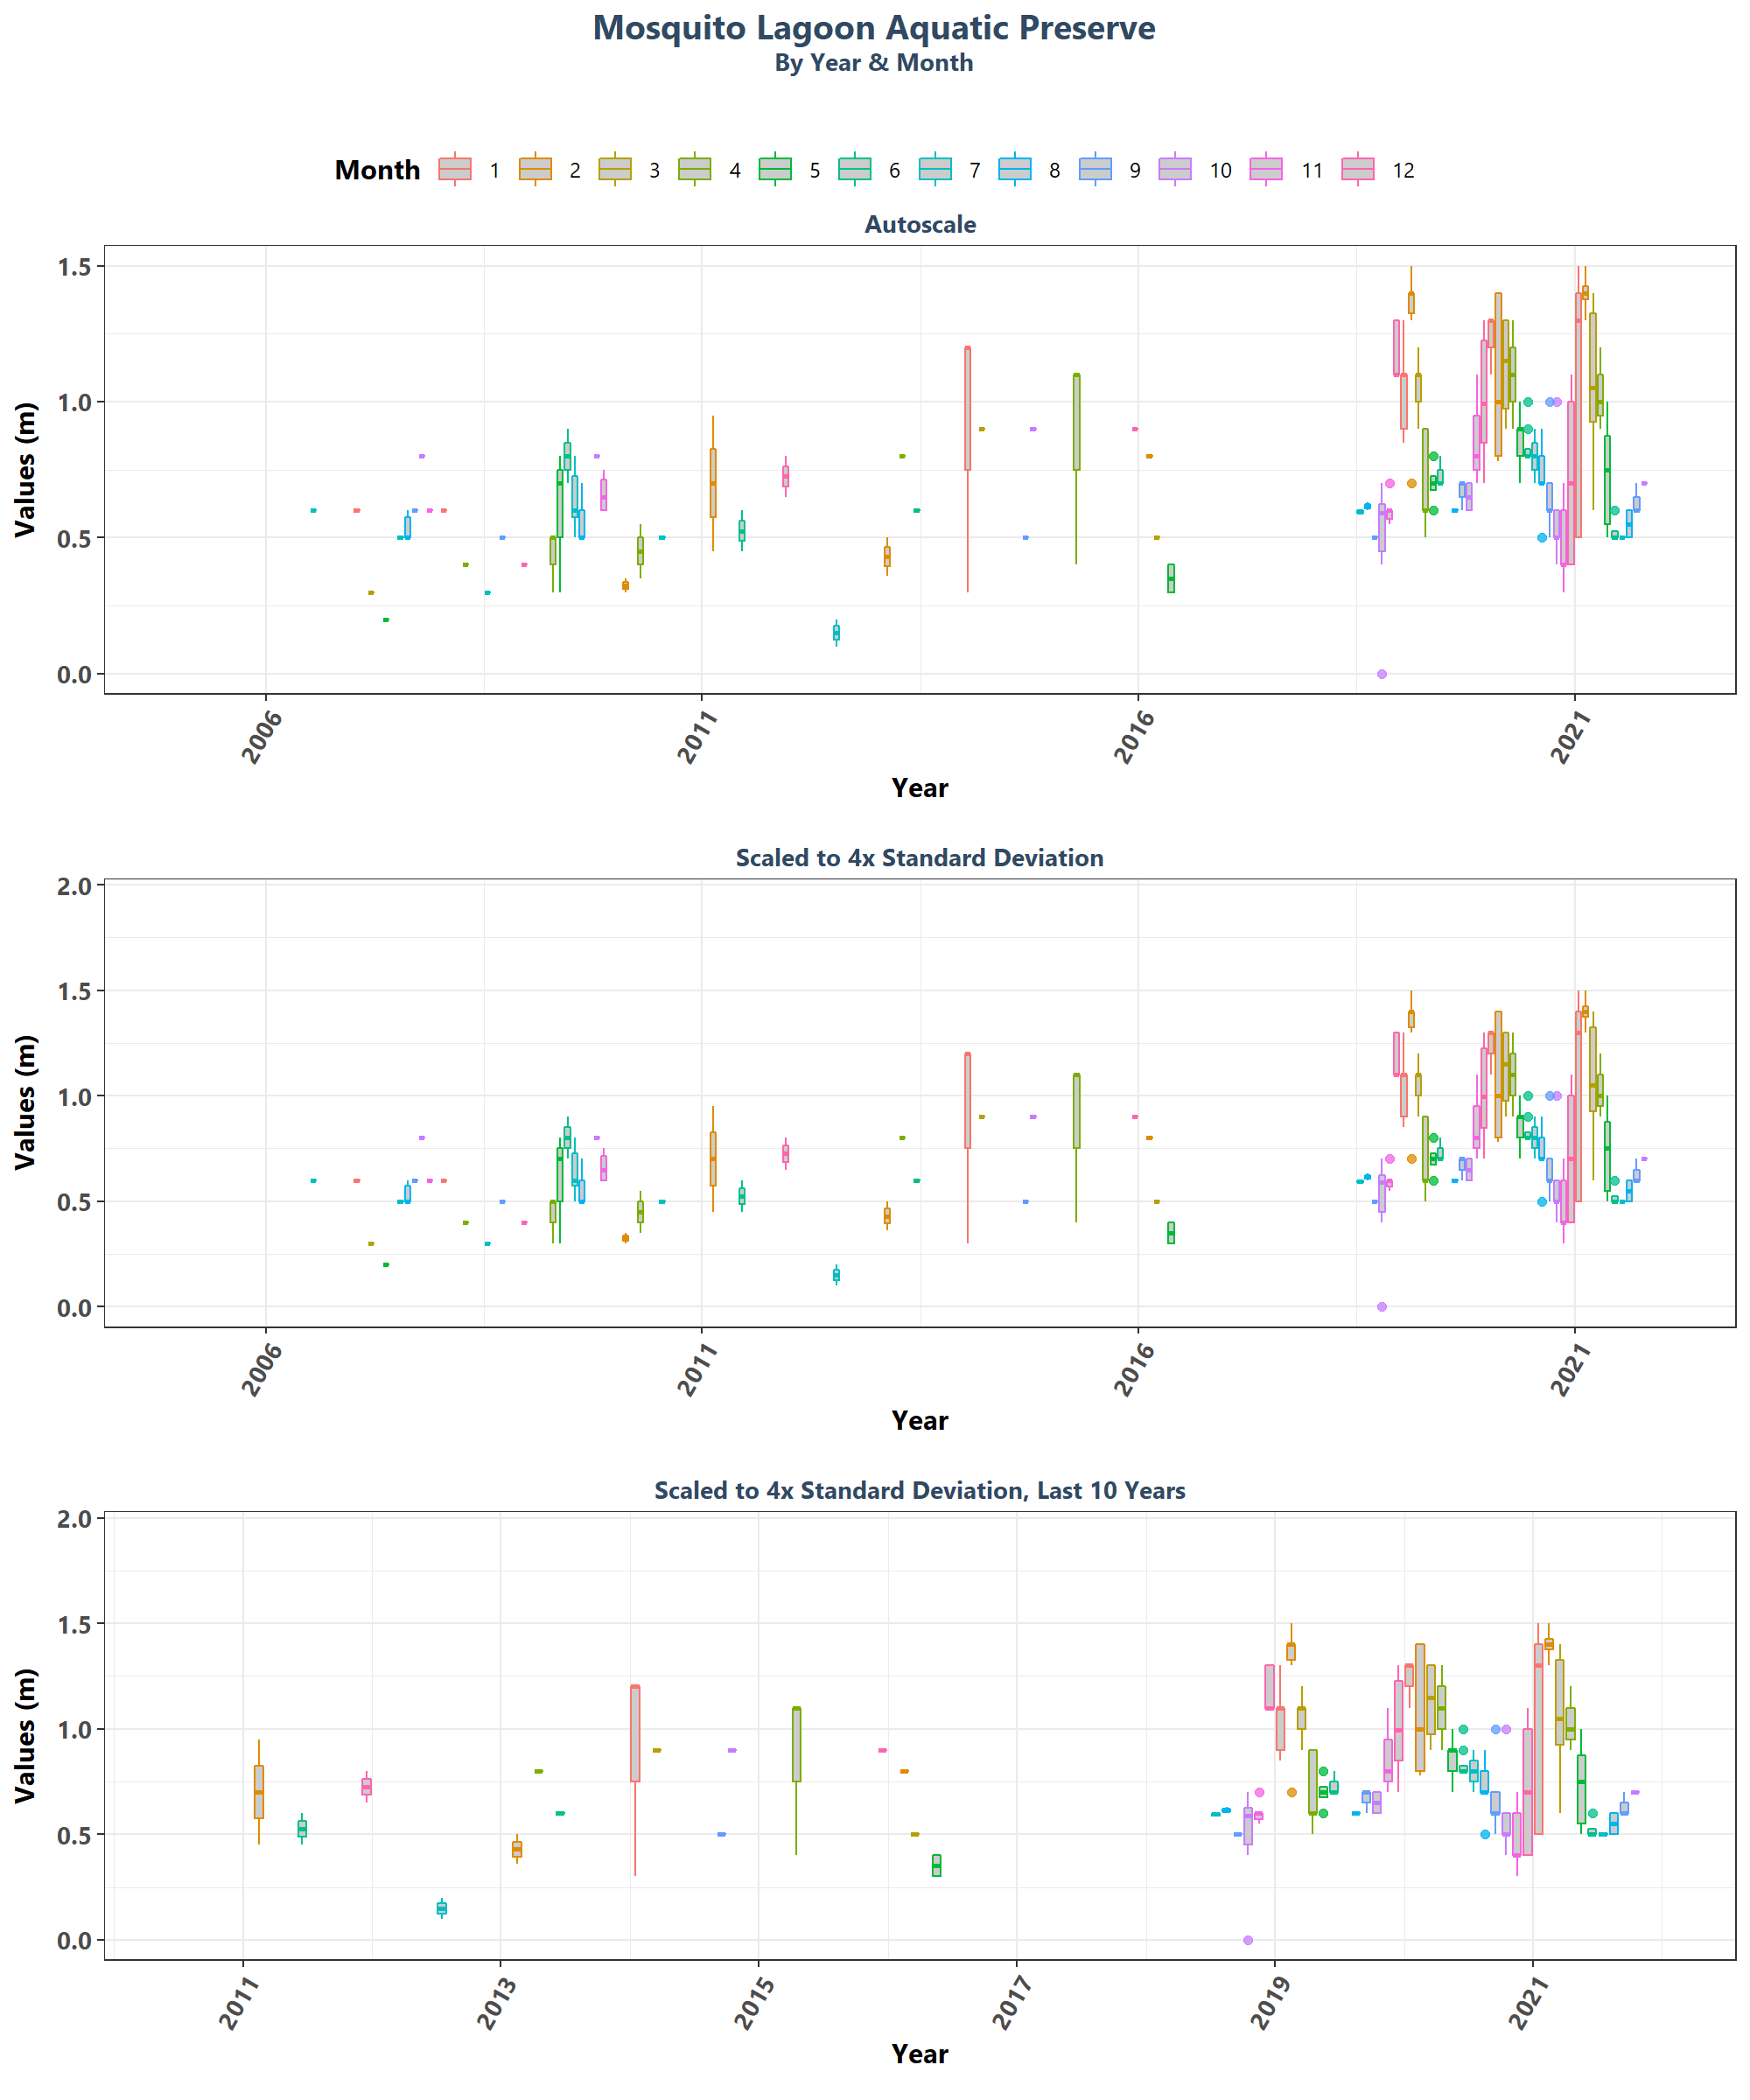 Mosquito Lagoon Aquatic Preserve
By Year & Month
Month 1 2 3 4 5 6 7 8 9 10 11 12
Autoscale
1.5
1.0
0.5
0.0
Values (m)
2006 2011 2016 2021
Year
Scaled to 4x Standard Deviation
2.0
1.5
1.0
0.5
0.0
Values (m)
2006 2011 2016 2021
Year
Scaled to 4x Standard Deviation, Last 10 Years
2.0
1.5
1.0
0.5
0.0
Values (m)
2011 2013 2015 2017 2019 2021
Year